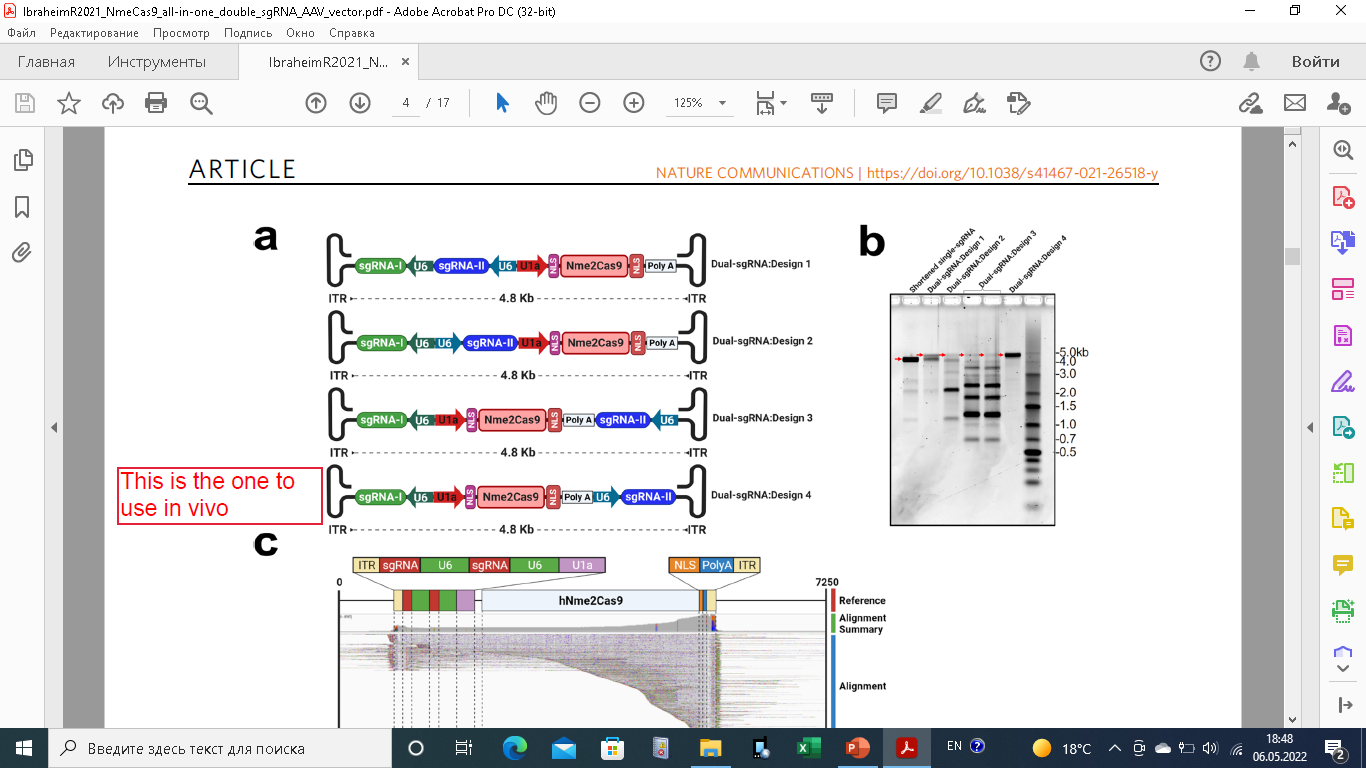 IbraheimR2021_NmeCas9_all-in-one_double_sgRNA_AAV_vector.pdf - Adobe Acrobat Pro DC (32-bit)
Файл Редактирование Просмотр Подпись Окно Справка
Главная Инструменты IbraheimR2021_N... × Войти
4 / 17 125%
ARTICLE NATURE COMMUNICATIONS | https://doi.org/10.1038/s41467-021-26518-y
a
sgRNA-I U6 sgRNA-II U6 U1a NLS Nme2Cas9 NLS Poly A Dual-sgRNA:Design 1
ITR 4.8 Kb ITR
sgRNA-I U6 U6 sgRNA-II U1a NLS Nme2Cas9 NLS Poly A Dual-sgRNA:Design 2
ITR 4.8 Kb ITR
sgRNA-I U6 U1a NLS Nme2Cas9 NLS Poly A sgRNA-II U6 Dual-sgRNA:Design 3
ITR 4.8 Kb ITR
This is the one to
use in vivo
sgRNA-I U6 U1a NLS Nme2Cas9 NLS Poly A U6 sgRNA-II Dual-sgRNA:Design 4
ITR 4.8 Kb ITR
b
Shortened single-sgRNA
Dual-sgRNA:Design 1
Dual-sgRNA:Design 2
Dual-sgRNA:Design 3
Dual-sgRNA:Design 4
-5.0kb
-4.0
-3.0
-2.0
-1.5
-1.0
-0.7
-0.5
c
ITR sgRNA U6 sgRNA U6 U1a NLS PolyA ITR
0 7250
hNme2Cas9 Reference
Alignment
Summary
Alignment
Введите здесь текст для поиска EN 18°C 18:48
06.05.2022 2